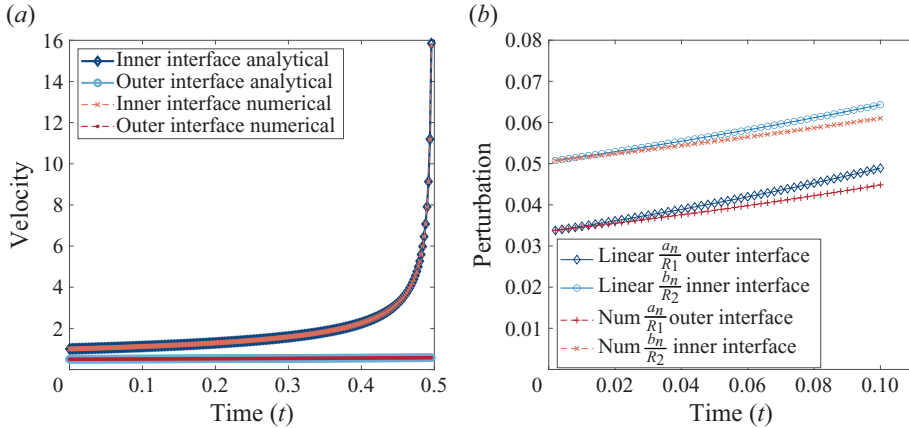 (a)
16
14
12
10
8
6
4
2
0
0.1
0.2
0.3
0.4
0.5
Velocity
Time (t)
Inner interface analytical
Outer interface analytical
Inner interface numerical
Outer interface numerical
(b)
0.08
0.07
0.06
0.05
0.04
0.03
0.02
0.01
0
0.02
0.04
0.06
0.08
0.10
Perturbation
Time (t)
Linear a_n/R_1 outer interface
Linear b_n/R_2 inner interface
Num a_n/R_1 outer interface
Num b_n/R_2 inner interface